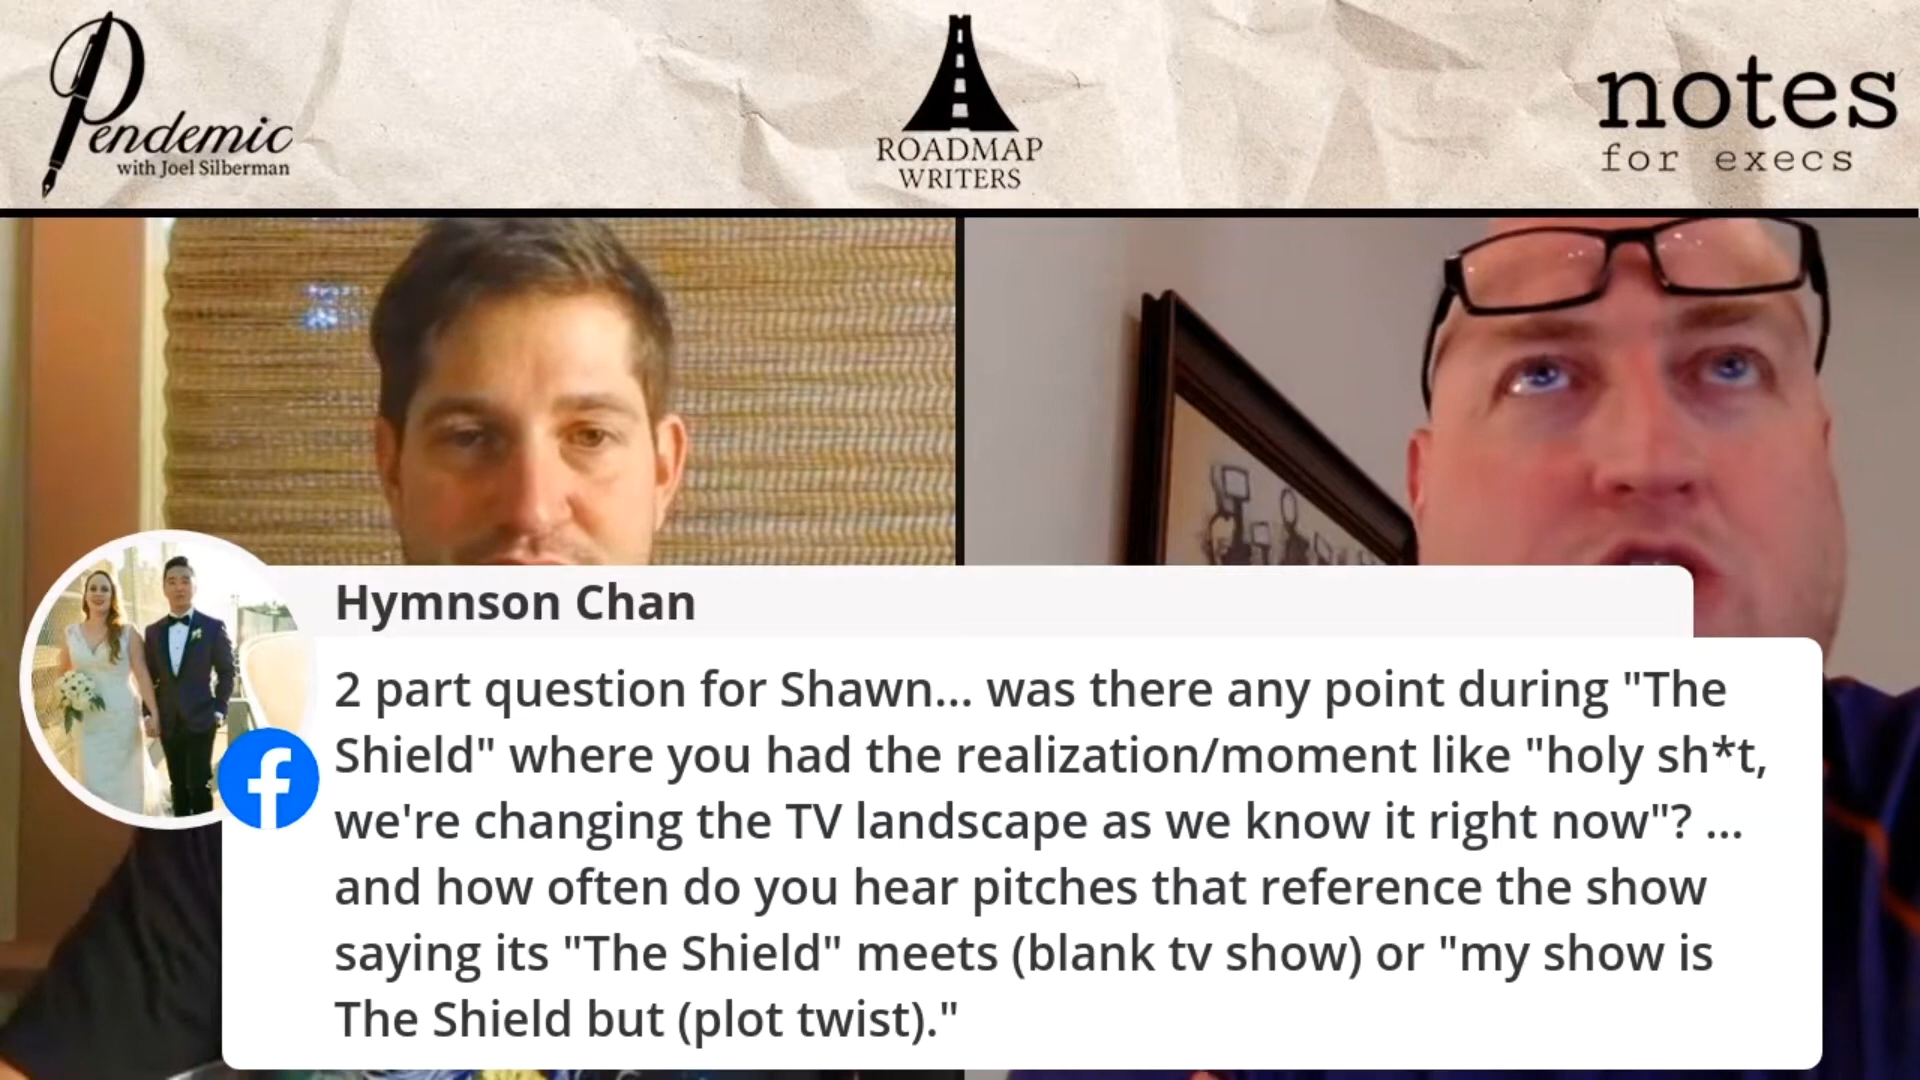 Pendemic
with Joel Silberman
ROADMAP
WRITERS
notes
for execs
Hymnson Chan
2 part question for Shawn... was there any point during "The
Shield" where you had the realization/moment like "holy sh*t,
we're changing the TV landscape as we know it right now"? ...
and how often do you hear pitches that reference the show
saying its "The Shield" meets (blank tv show) or "my show is
The Shield but (plot twist)."